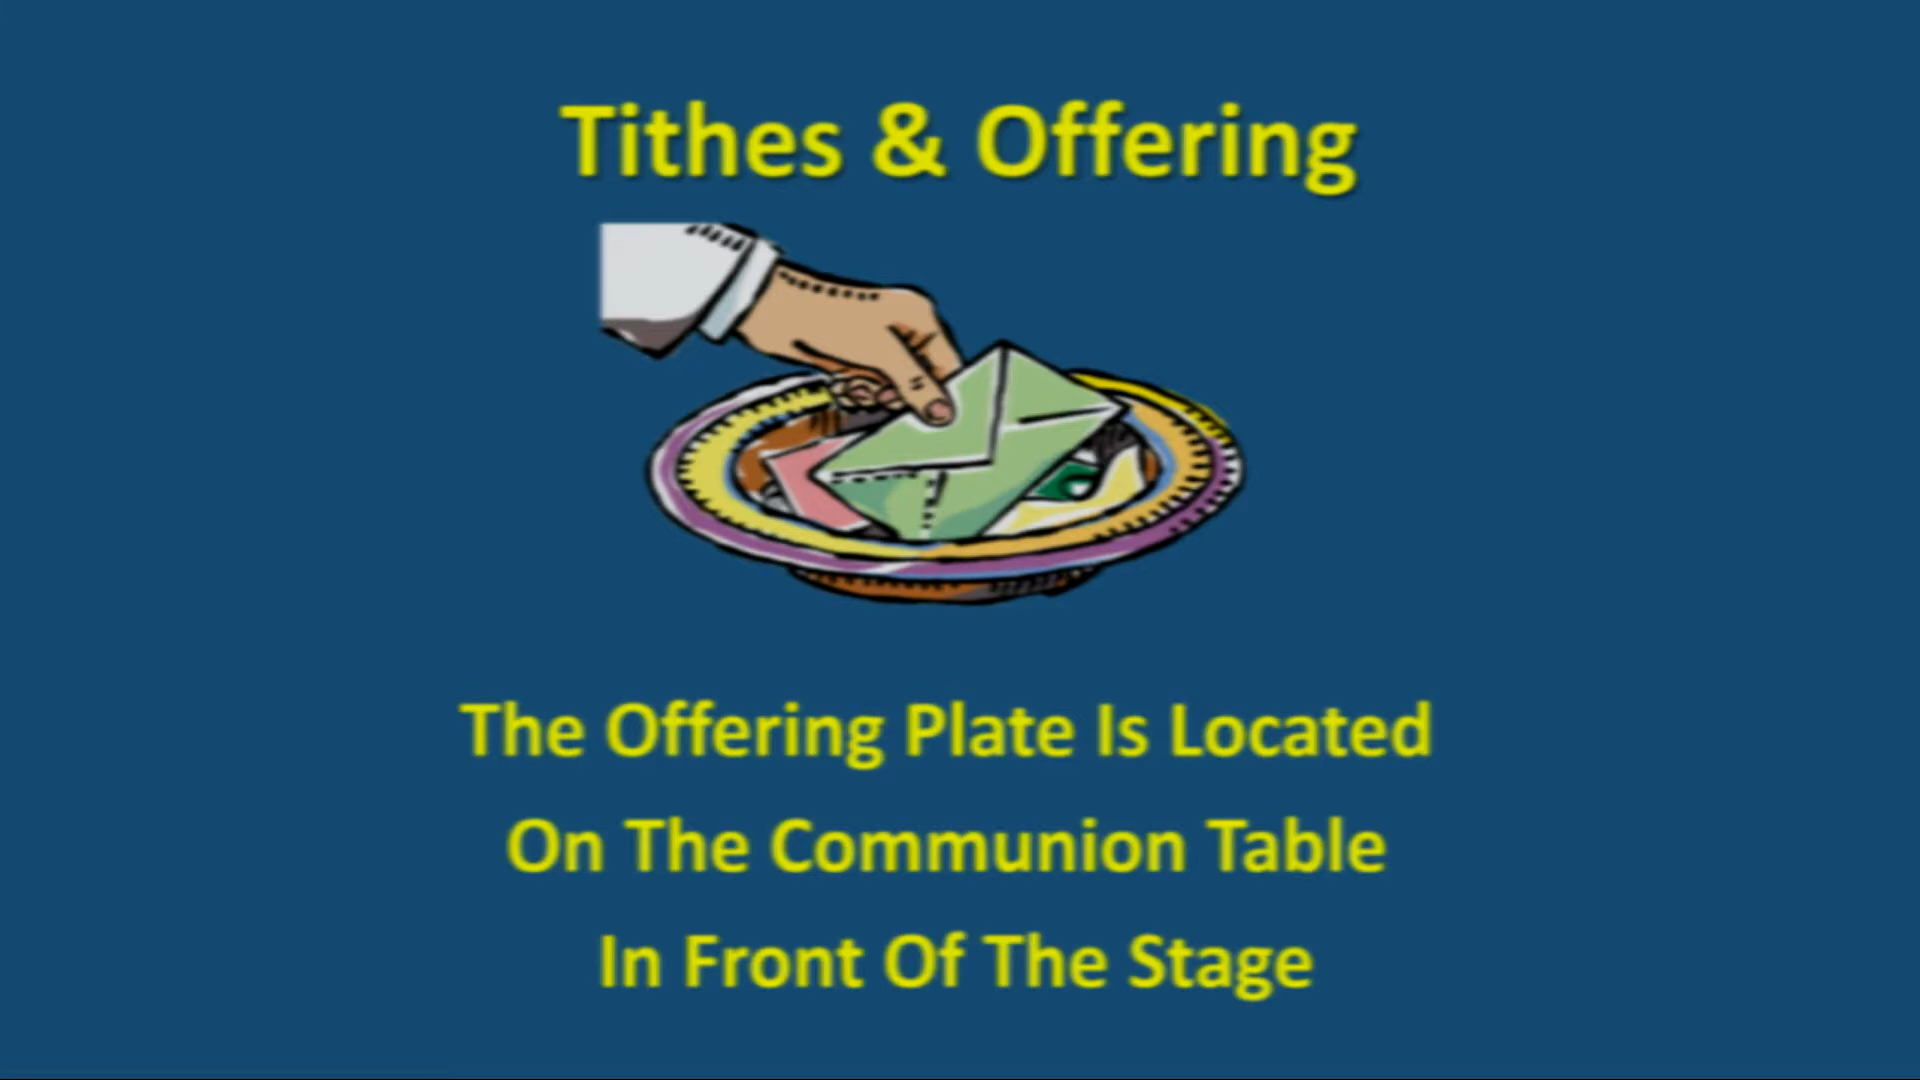 Tithes & Offering
The Offering Plate Is Located
On The Communion Table
In Front Of The Stage